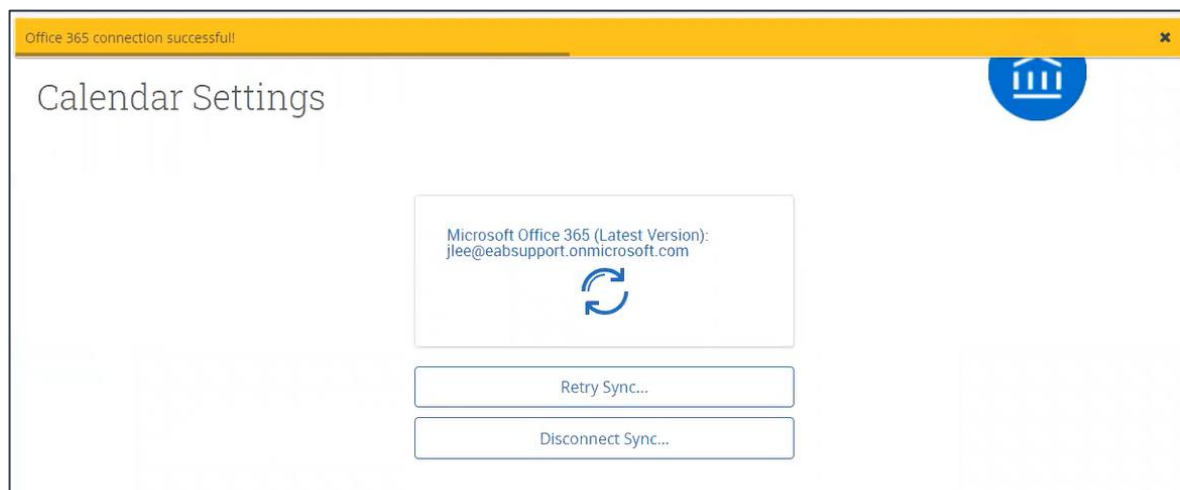 Office 365 connection successful!
Calendar Settings
Microsoft Office 365 (Latest Version):
jlee@eabsupport.onmicrosoft.com
Retry Sync...
Disconnect Sync...